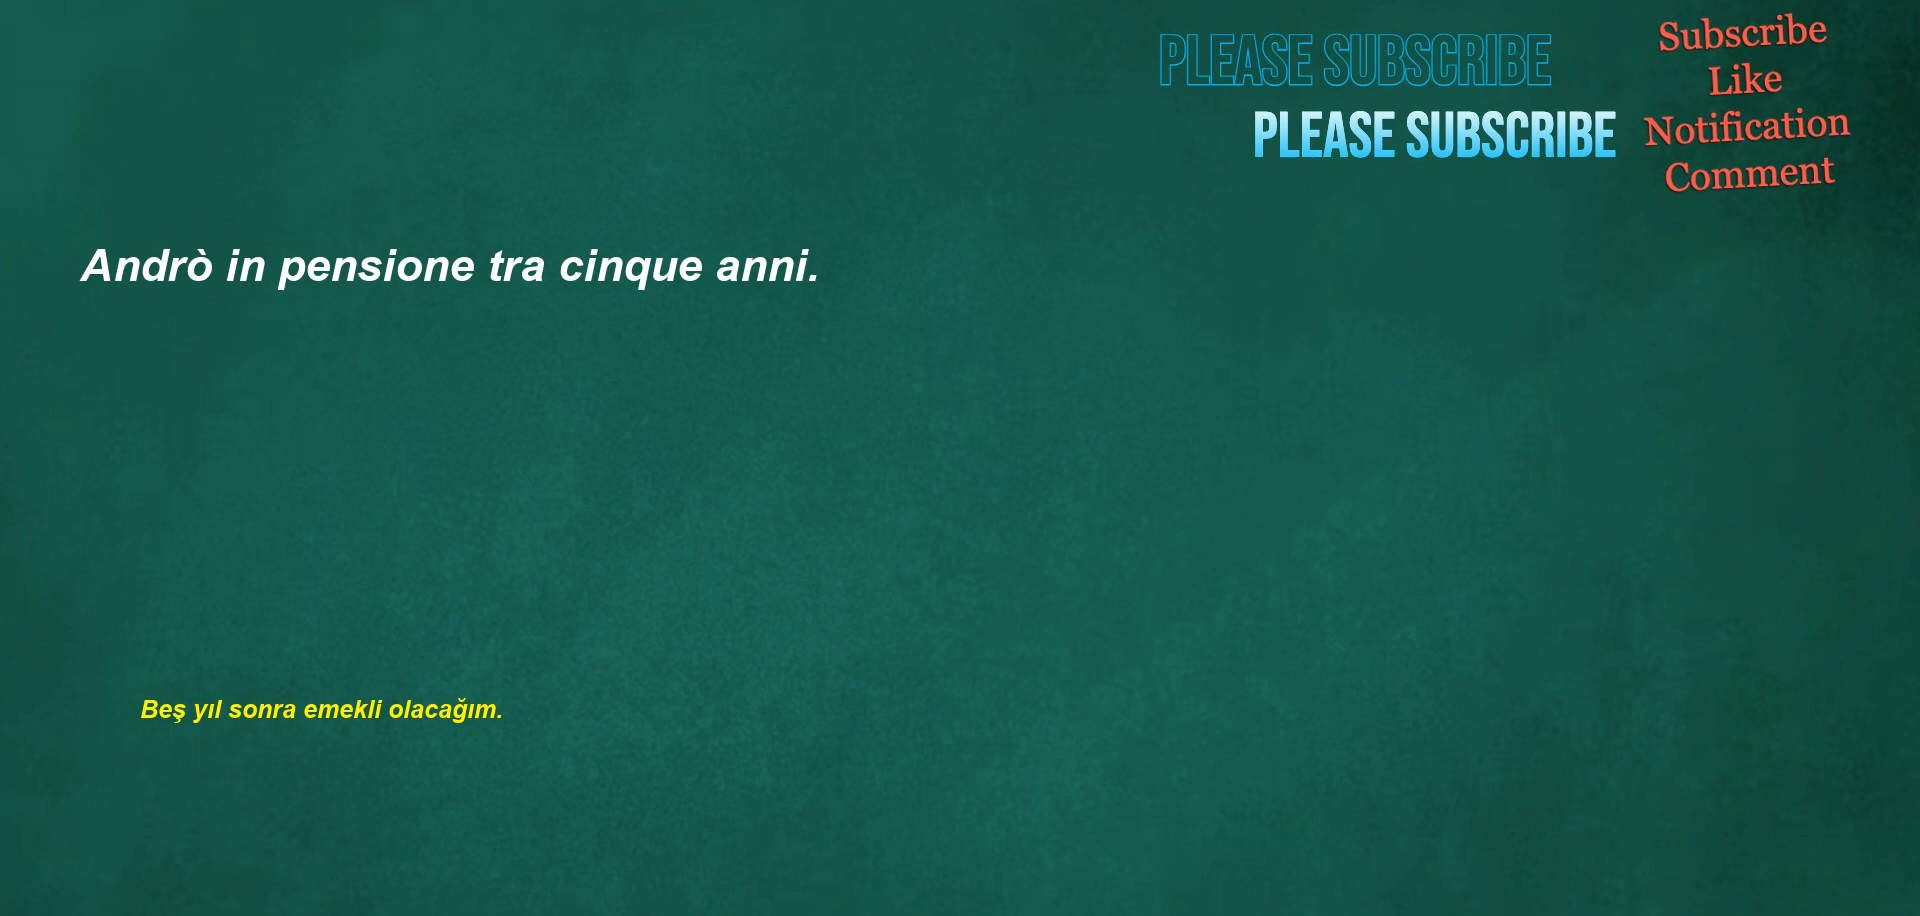 PLEASE SUBSCRIBE
PLEASE SUBSCRIBE
Subscribe
Like
Notification
Comment
Andrò in pensione tra cinque anni.
Beş yıl sonra emekli olacağım.